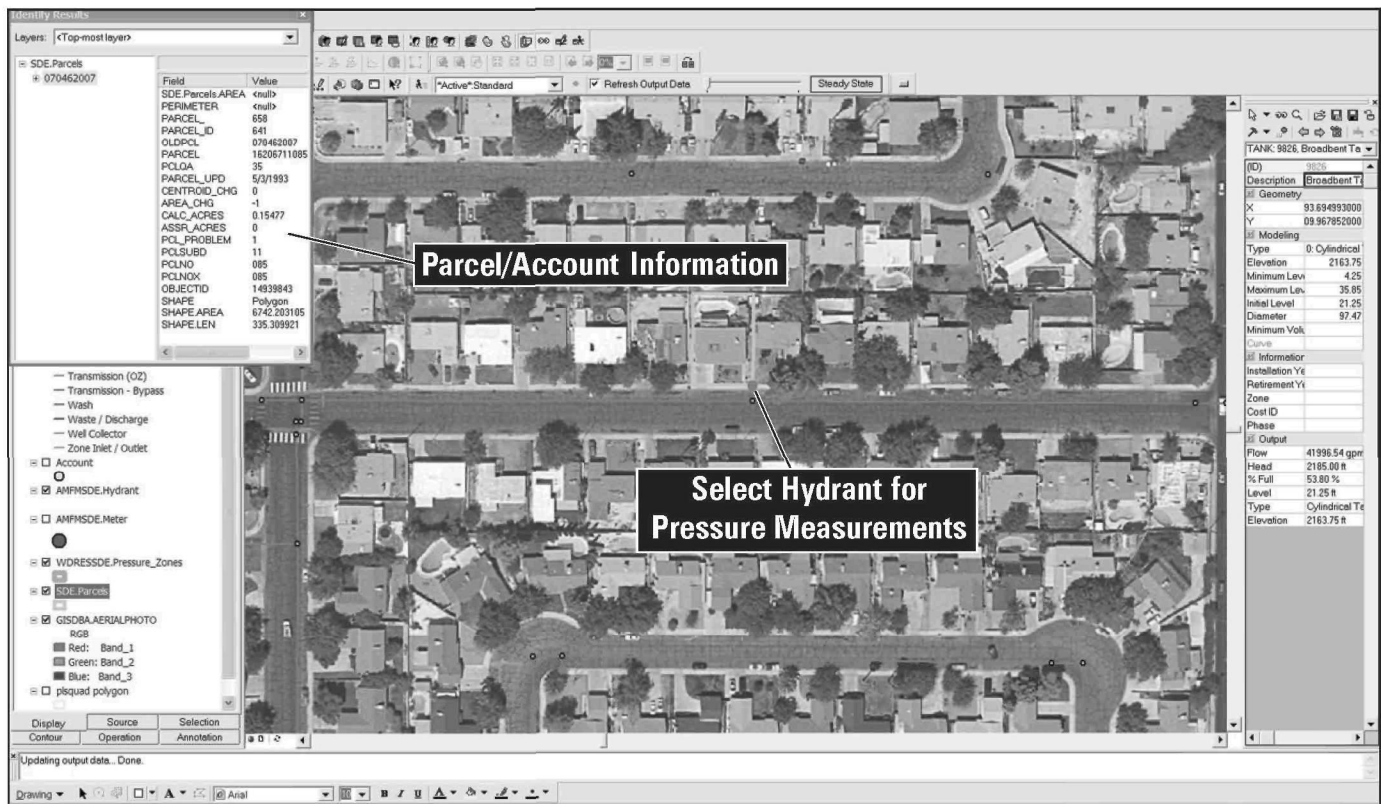 Identify Results
Layers: <Top-most layer>
SDE.Parcels
070462007
Field Value
SDE.Parcels.AREA <null>
PERIMETER <null>
PARCEL_ 658
PARCEL_ID 641
OLDPCL 070462007
PARCEL 16206711085
PCLQA 35
PARCEL_UPD 5/3/1993
CENTROID_CHG 0
AREA_CHG -1
CALC_ACRES 0.15477
ASSR_ACRES 0
PCL_PROBLEM 1
PCLSUBD 11
PCLNO 085
PCLNOX 085
OBJECTID 14939843
SHAPE Polygon
SHAPE.AREA 6742.203105
SHAPE.LEN 335.309921
*Active*:Standard
Refresh Output Data
Steady State
Parcel/Account Information
Select Hydrant for
Pressure Measurements
Transmission (OZ)
Transmission - Bypass
Wash
Waste / Discharge
Well Collector
Zone Inlet / Outlet
Account
AMFMSDE.Hydrant
AMFMSDE.Meter
WDRESSDE.Pressure_Zones
SDE.Parcels
GISDBA.AERIALPHOTO
RGB
Red: Band_1
Green: Band_2
Blue: Band_3
plsquad polygon
Display Source Selection
Contour Operation Annotation
TANK: 9826, Broadbent Ta
(ID) 9826
Description Broadbent Ta
Geometry
X 93.694993000
Y 09.967852000
Modeling
Type 0: Cylindrical
Elevation 2163.75
Minimum Lev 4.25
Maximum Lev 35.85
Initial Level 21.25
Diameter 97.47
Minimum Volu
Curve
Information
Installation Ye
Retirement Ye
Zone
Cost ID
Phase
Output
Flow 41996.54 gpm
Head 2185.00 ft
% Full 53.80 %
Level 21.25 ft
Type Cylindrical Ta
Elevation 2163.75 ft
Updating output data... Done.
Drawing A Arial 10 B I U A